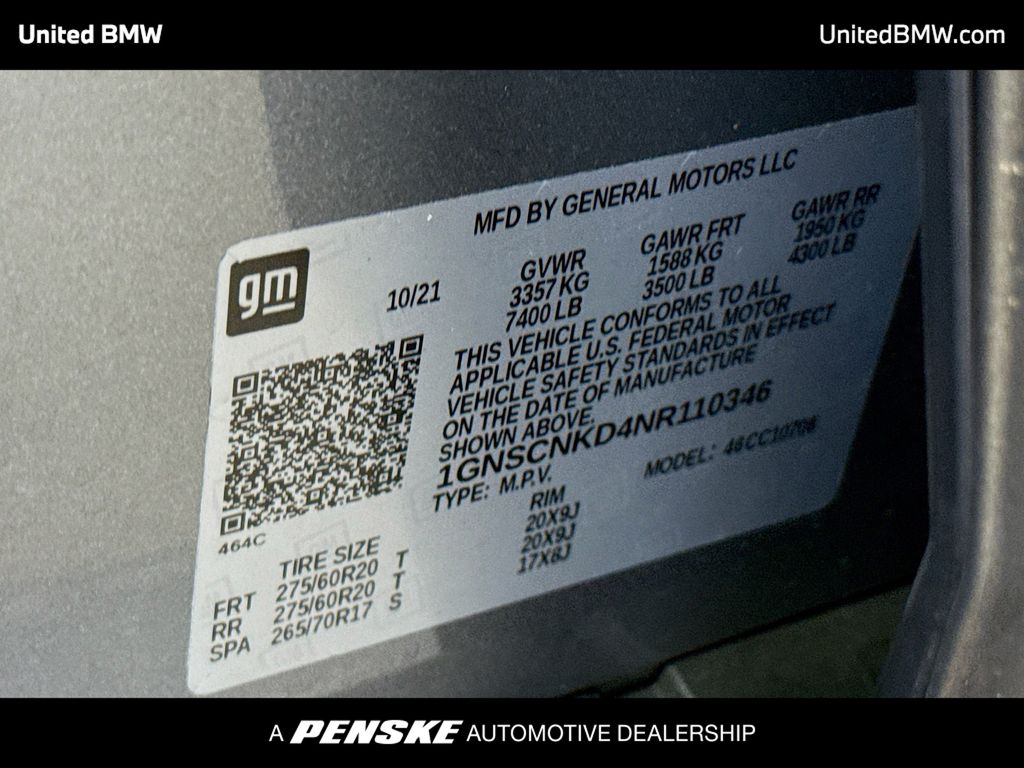 United BMW
UnitedBMW.com
MFD BY GENERAL MOTORS LLC
gm
10/21
GVWR
3357 KG
7400 LB
GAWR FRT
1588 KG
3500 LB
GAWR RR
1950 KG
4300 LB
THIS VEHICLE CONFORMS TO ALL
APPLICABLE U.S. FEDERAL MOTOR
VEHICLE SAFETY STANDARDS IN EFFECT
ON THE DATE OF MANUFACTURE
SHOWN ABOVE.
1GNSCNKD4NR110346
TYPE: M.P.V.
MODEL:
464C
TIRE SIZE RIM
FRT 275/60R20 T 20X9J
RR 275/60R20 T 20X9J
SPA 265/70R17 S 17X8J
A PENSKE AUTOMOTIVE DEALERSHIP